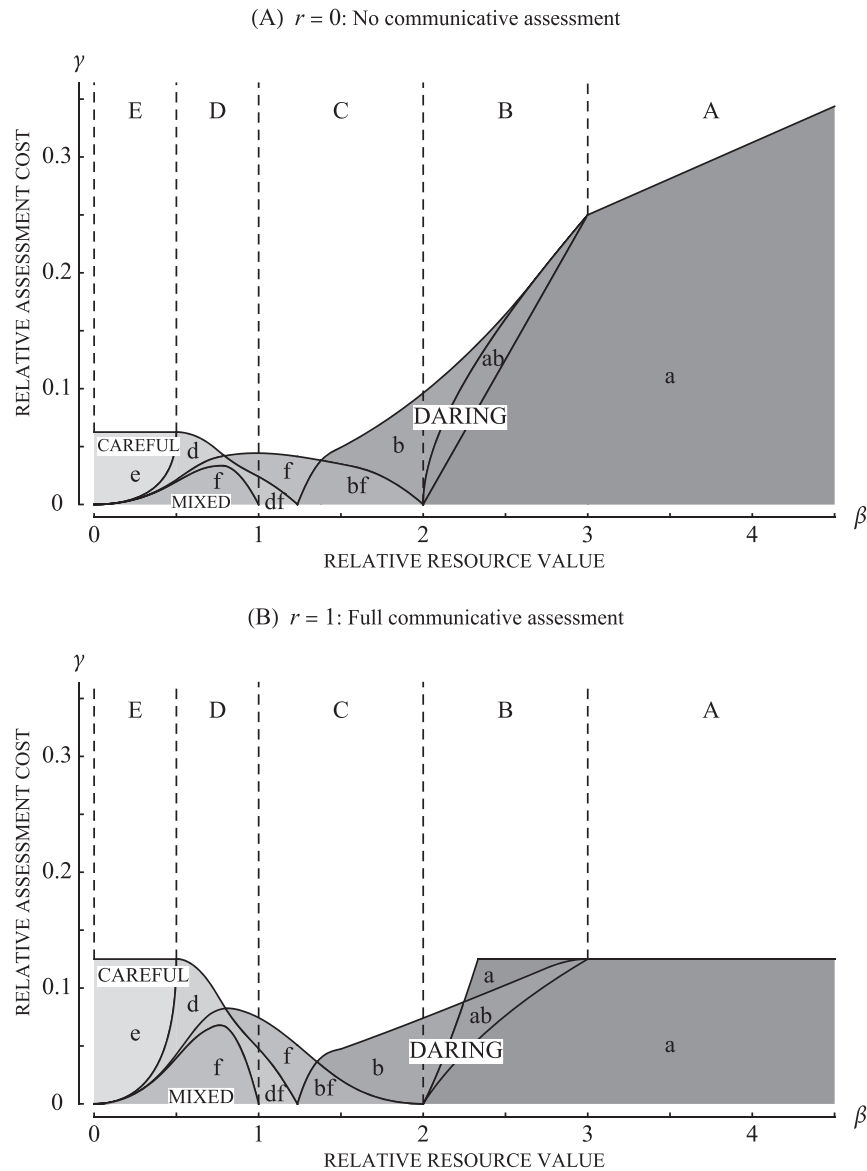 (A) r = 0: No communicative assessment
γ
E D C B A
RELATIVE ASSESSMENT COST
0.3
0.2
0.1
0
ab
a
DARING
CAREFUL
d
b
e
f
f
bf
MIXED
df
0 1 2 3 4
β
RELATIVE RESOURCE VALUE
(B) r = 1: Full communicative assessment
γ
E D C B A
RELATIVE ASSESSMENT COST
0.3
0.2
0.1
0
CAREFUL
a
d
ab
e
DARING
f
a
f
b
bf
MIXED
df
0 1 2 3 4
β
RELATIVE RESOURCE VALUE